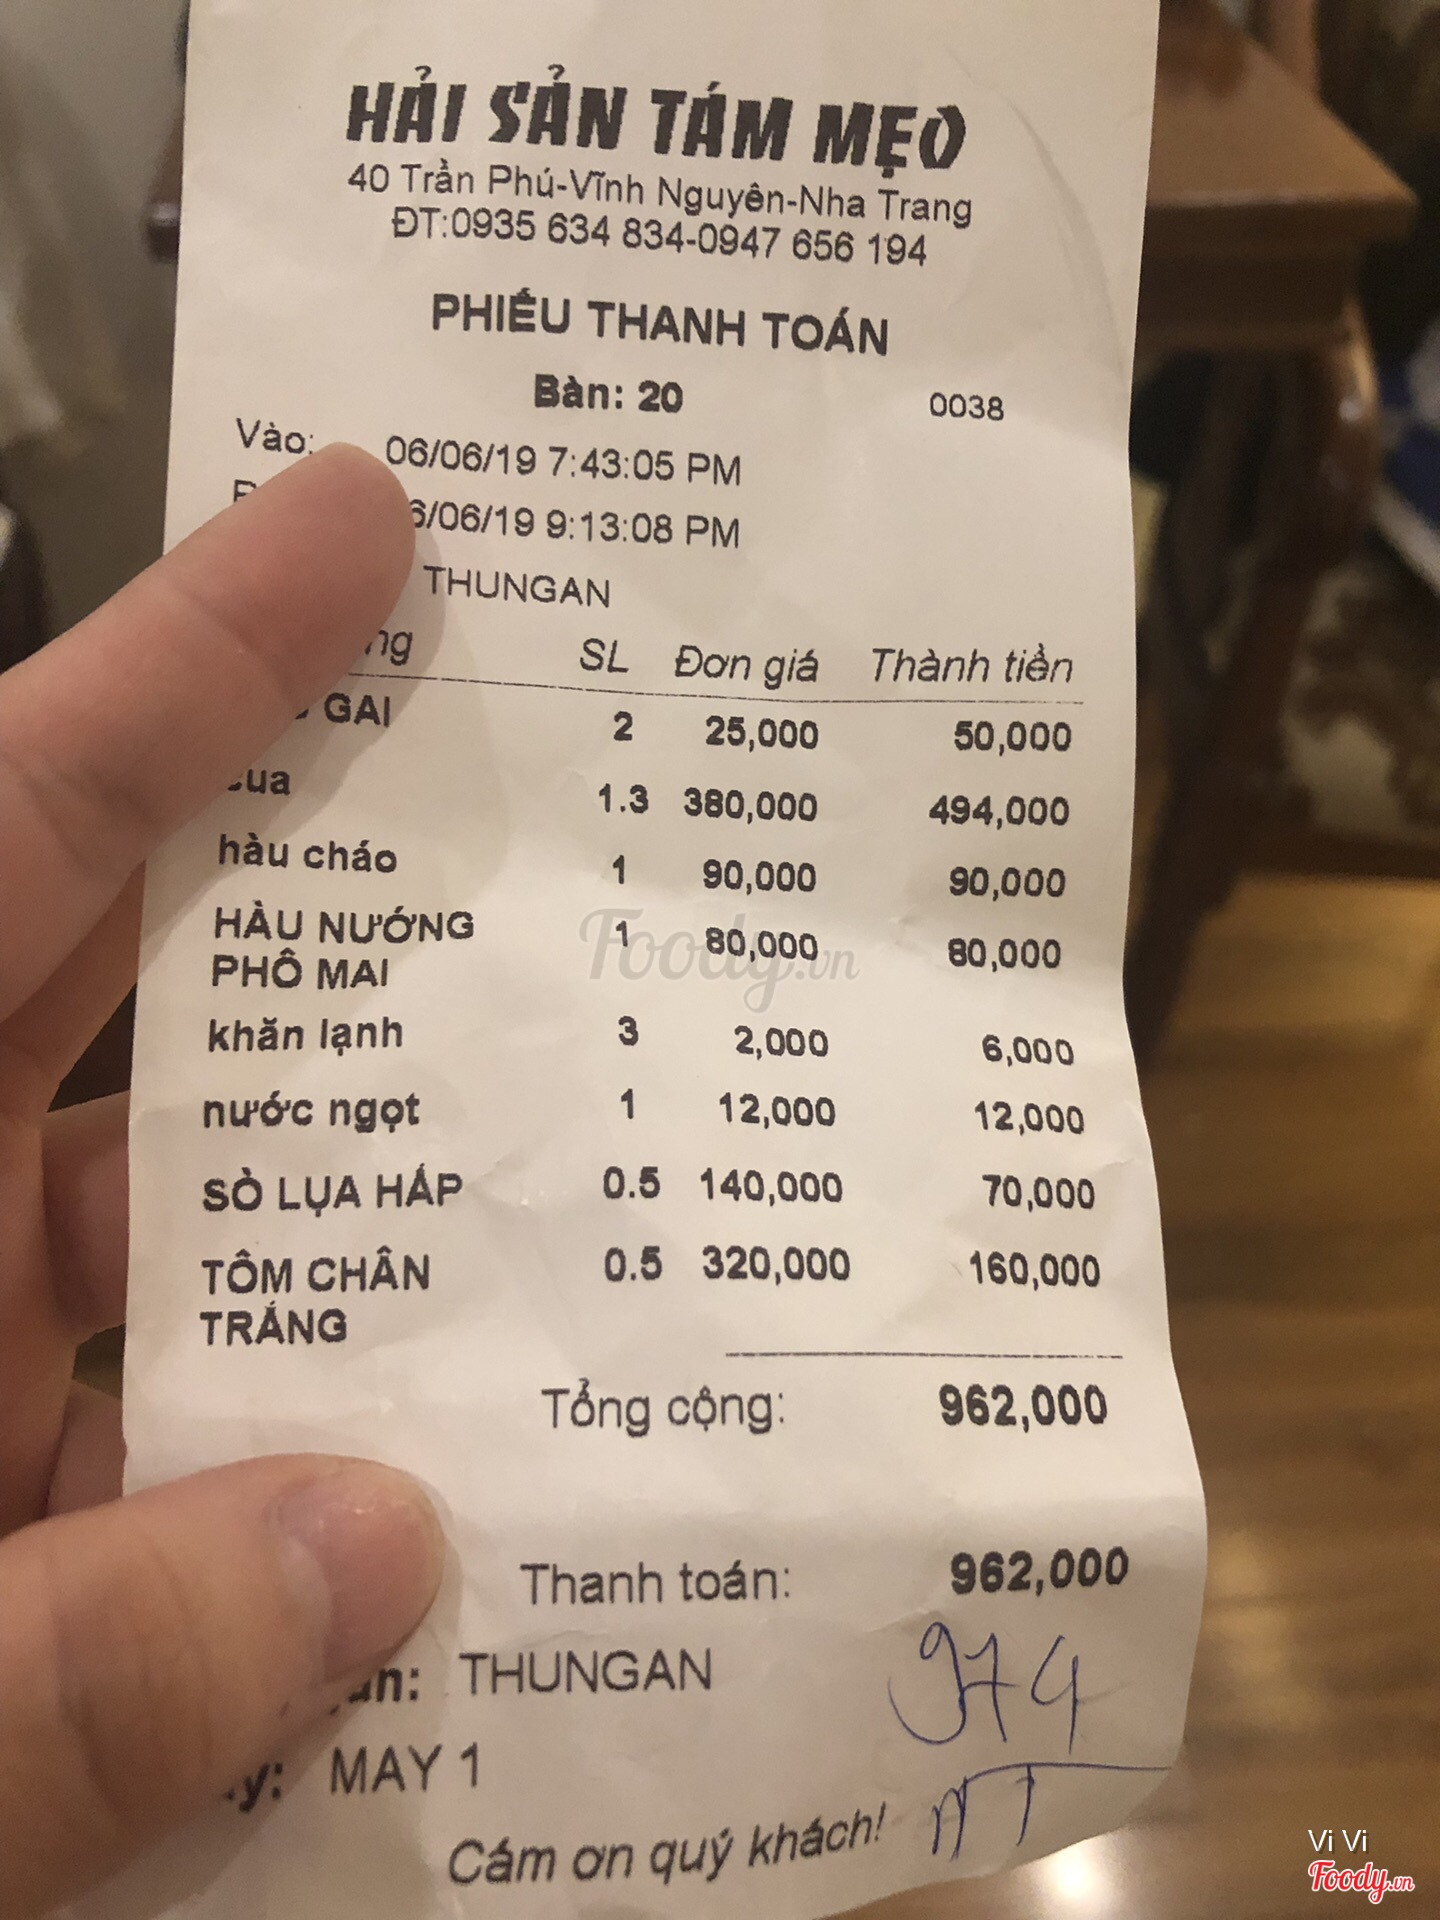 HẢI SẢN TÁM MẸO
40 Trần Phú-Vĩnh Nguyên-Nha Trang
ĐT:0935 634 834-0947 656 194
PHIẾU THANH TOÁN
Bàn: 20 0038
Vào: 06/06/19 7:43:05 PM
6/06/19 9:13:08 PM
THUNGAN
SL Đơn giá Thành tiền
GAI 2 25,000 50,000
cua 1.3 380,000 494,000
hàu cháo 1 90,000 90,000
HÀU NƯỚNG 1 80,000 80,000
PHÔ MAI
khăn lạnh 3 2,000 6,000
nước ngọt 1 12,000 12,000
SÒ LỤA HẤP 0.5 140,000 70,000
TÔM CHÂN 0.5 320,000 160,000
TRẮNG
Tổng cộng: 962,000
Thanh toán: 962,000
THUNGAN
974
MAY 1
Cám ơn quý khách!
NT
Foody.vn
Vi Vi
Foody.vn